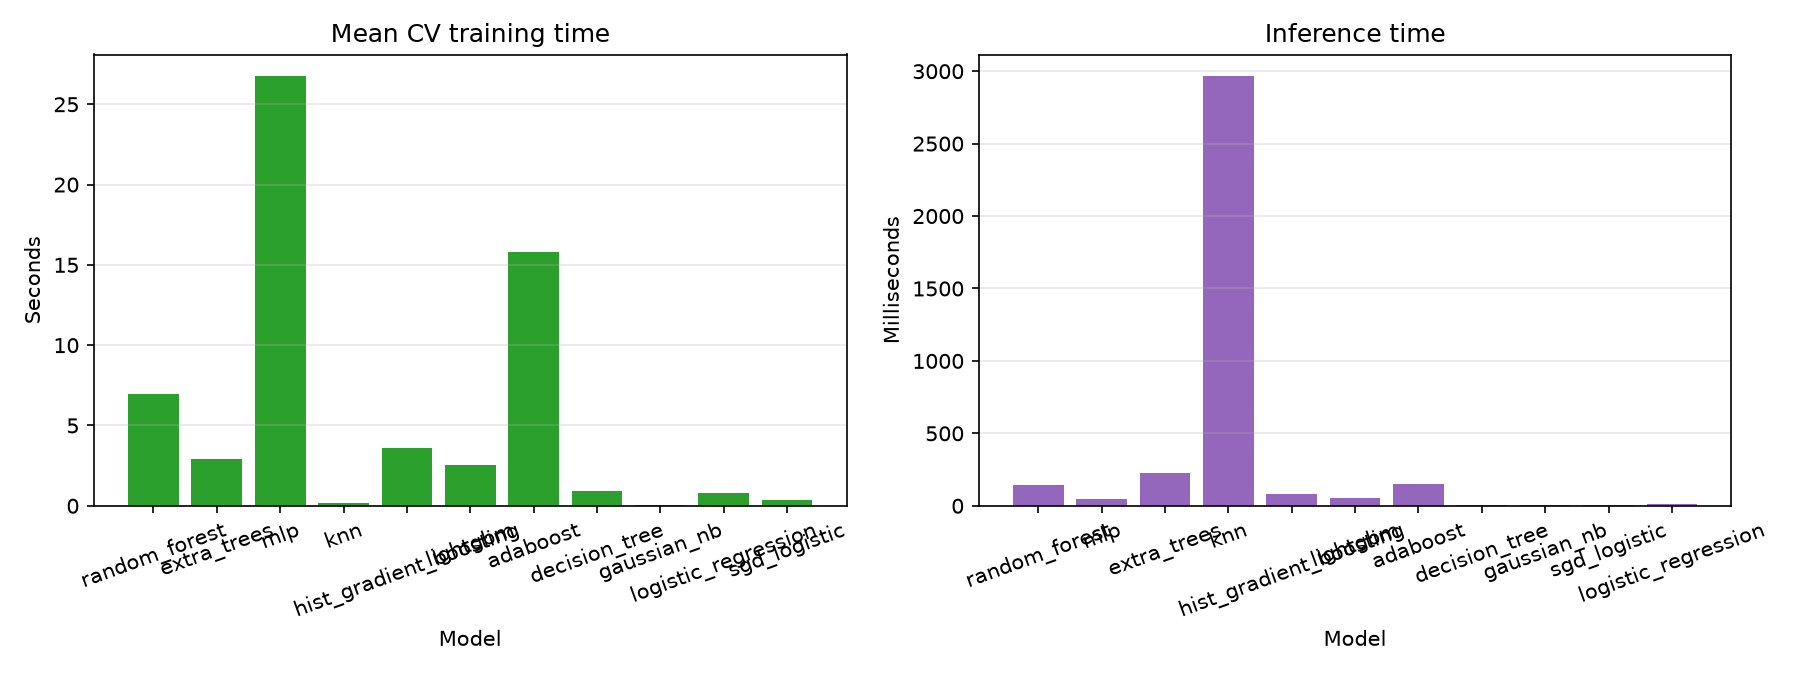 Mean CV training time
Seconds
25
20
15
10
5
0
random_forest
extra_trees
mlp
knn
hist_gradient_boosting
lightgbm
adaboost
decision_tree
gaussian_nb
logistic_regression
sgd_logistic
Model
Inference time
Milliseconds
3000
2500
2000
1500
1000
500
0
random_forest
mlp
extra_trees
knn
hist_gradient_boosting
lightgbm
adaboost
decision_tree
gaussian_nb
sgd_logistic
logistic_regression
Model